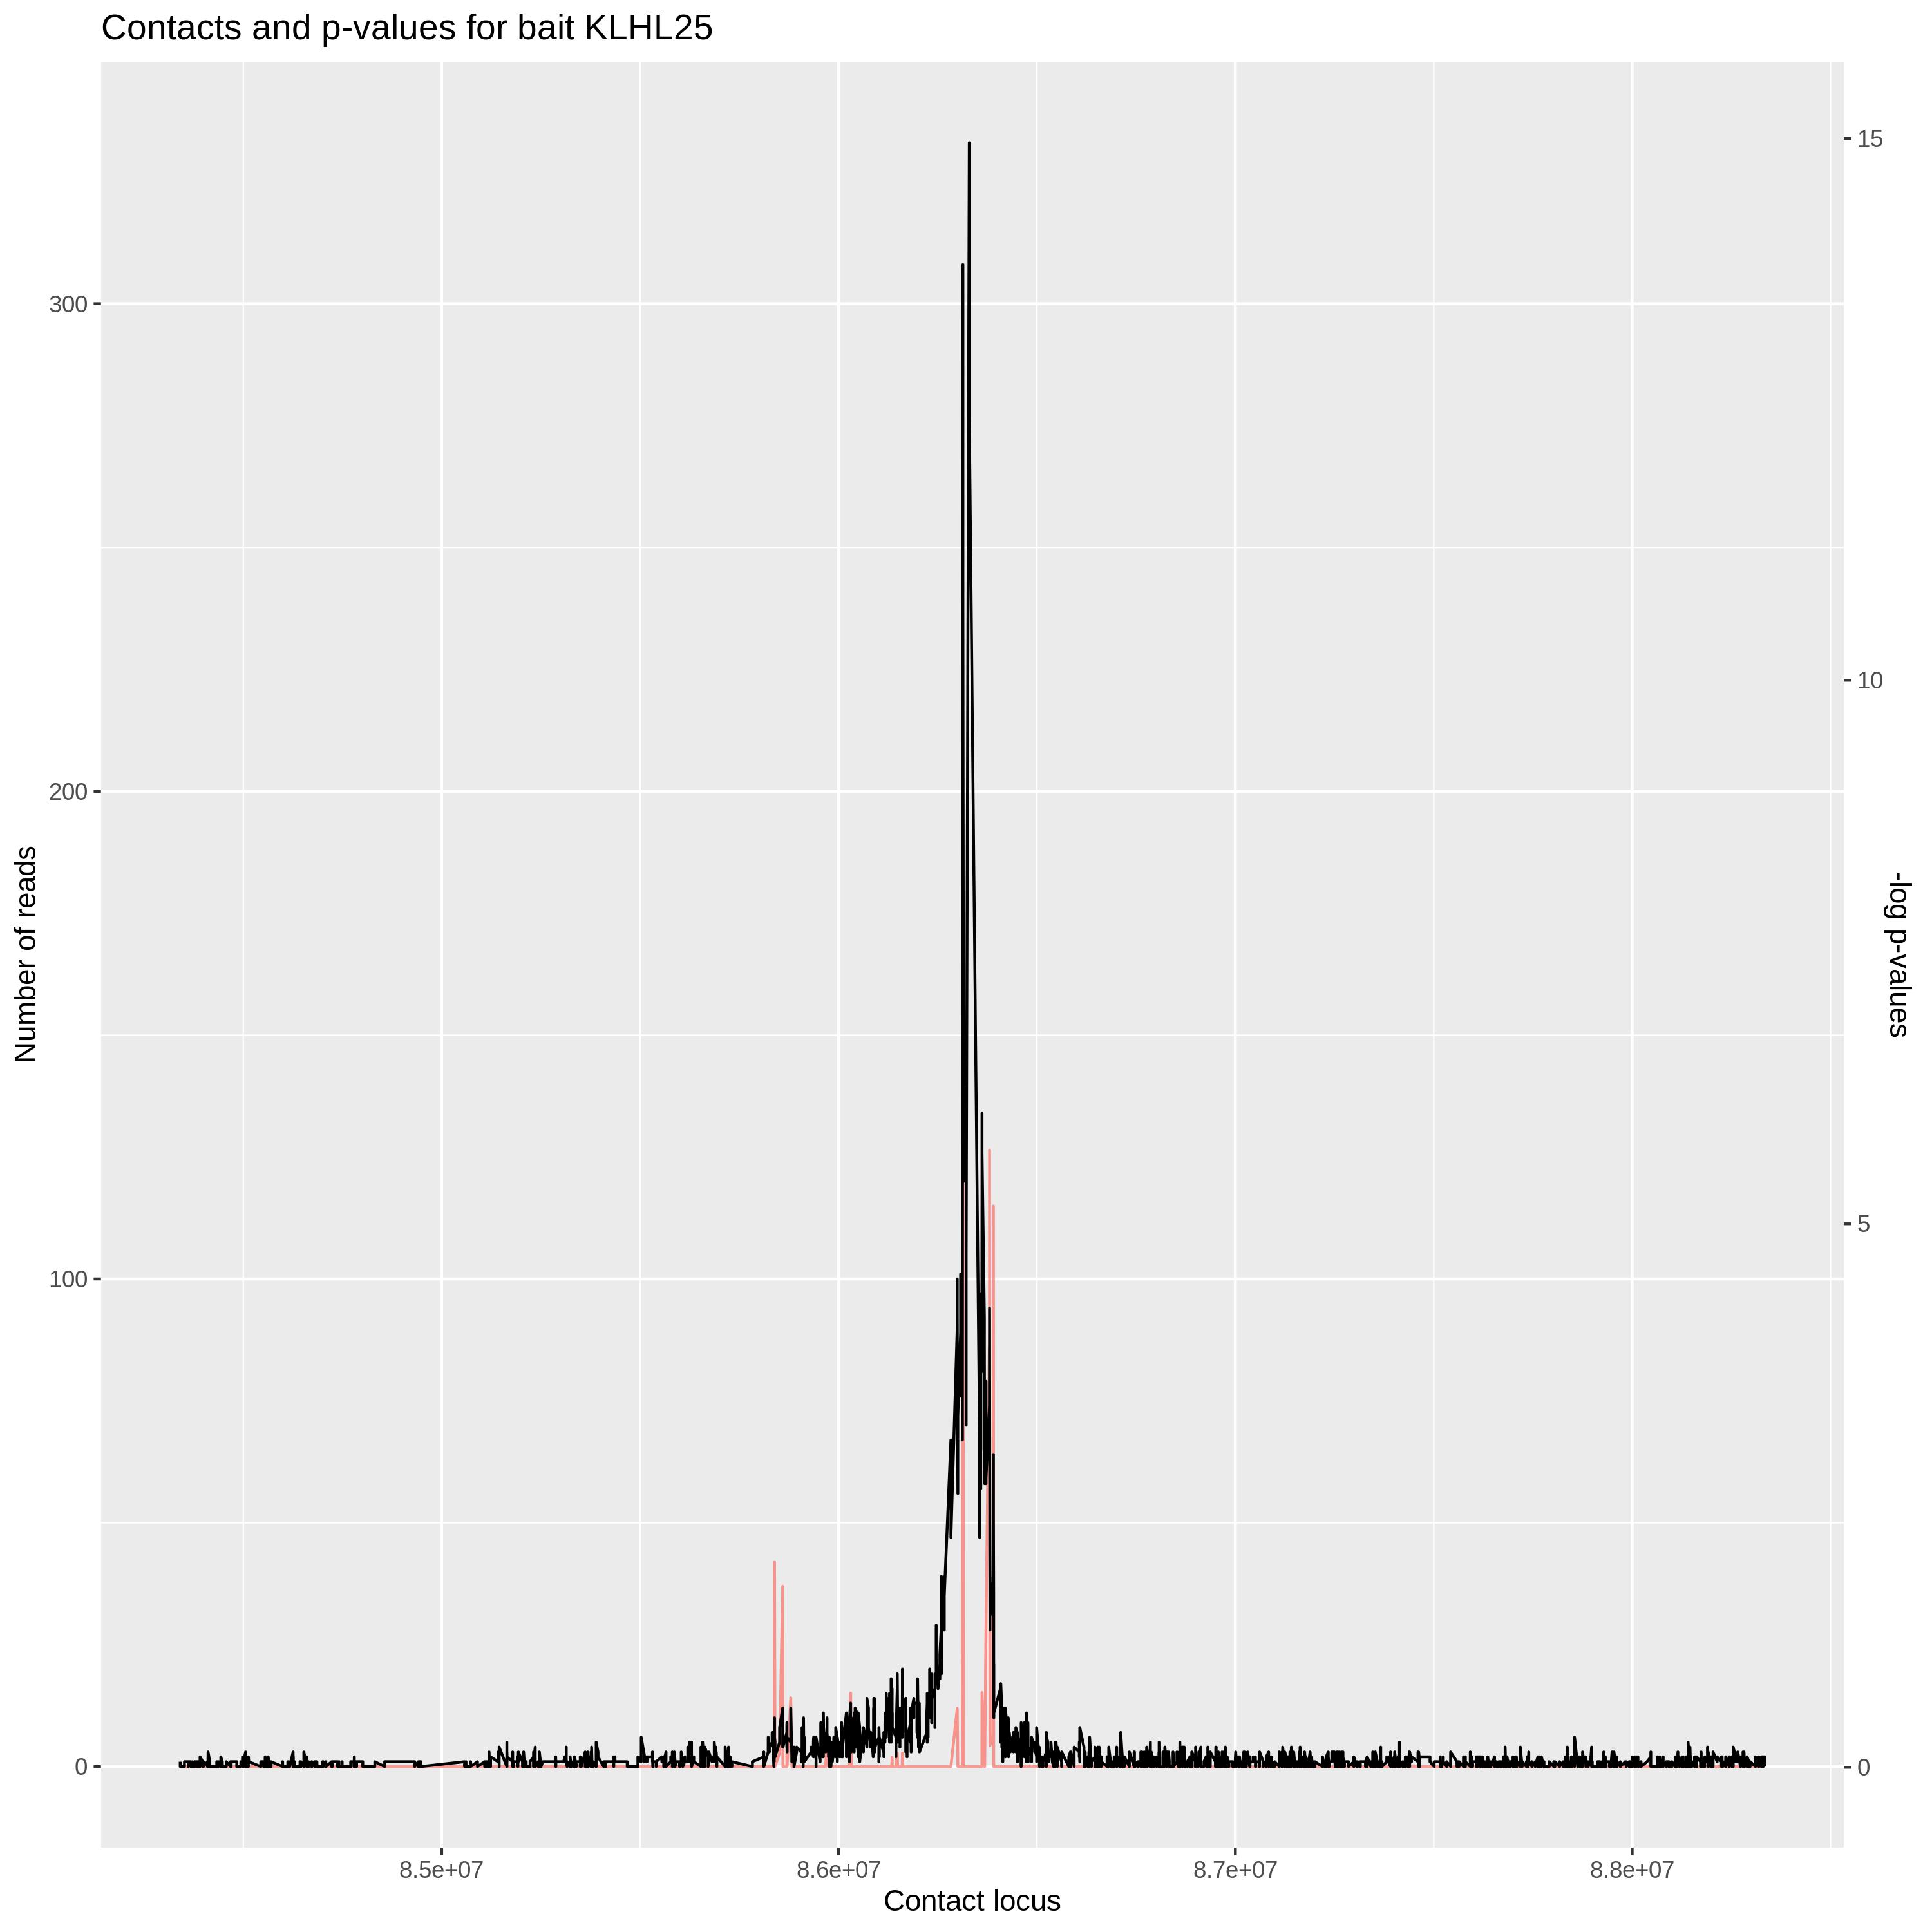 Contacts and p-values for bait KLHL25
Number of reads
300
200
100
0
15
10
5
0
-log p-values
8.5e+07
8.6e+07
8.7e+07
8.8e+07
Contact locus